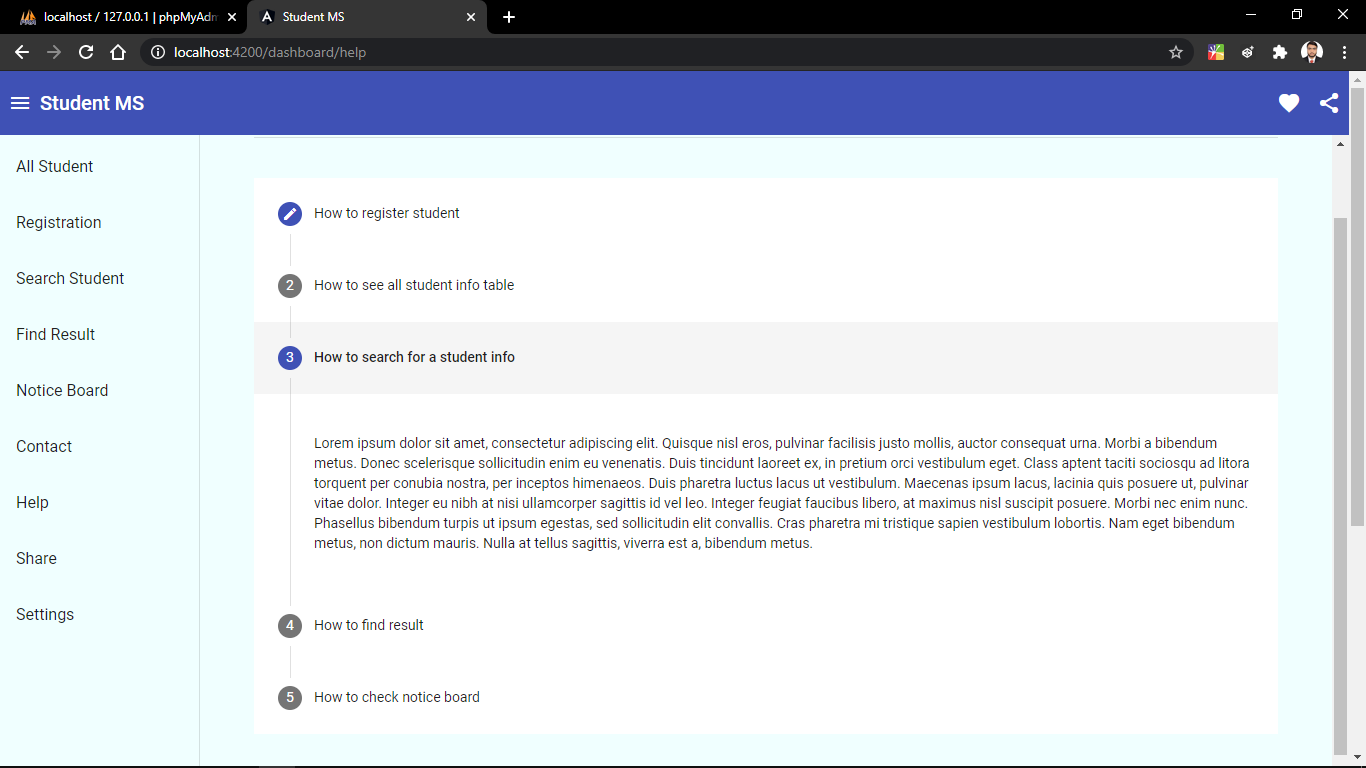 localhost / 127.0.0.1 | phpMyAdm
Student MS
localhost:4200/dashboard/help
Student MS
All Student
Registration
Search Student
Find Result
Notice Board
Contact
Help
Share
Settings
How to register student
2 How to see all student info table
3 How to search for a student info
Lorem ipsum dolor sit amet, consectetur adipiscing elit. Quisque nisl eros, pulvinar facilisis justo mollis, auctor consequat urna. Morbi a bibendum
metus. Donec scelerisque sollicitudin enim eu venenatis. Duis tincidunt laoreet ex, in pretium orci vestibulum eget. Class aptent taciti sociosqu ad litora
torquent per conubia nostra, per inceptos himenaeos. Duis pharetra luctus lacus ut vestibulum. Maecenas ipsum lacus, lacinia quis posuere ut, pulvinar
vitae dolor. Integer eu nibh at nisi ullamcorper sagittis id vel leo. Integer feugiat faucibus libero, at maximus nisl suscipit posuere. Morbi nec enim nunc.
Phasellus bibendum turpis ut ipsum egestas, sed sollicitudin elit convallis. Cras pharetra mi tristique sapien vestibulum lobortis. Nam eget bibendum
metus, non dictum mauris. Nulla at tellus sagittis, viverra est a, bibendum metus.
4 How to find result
5 How to check notice board